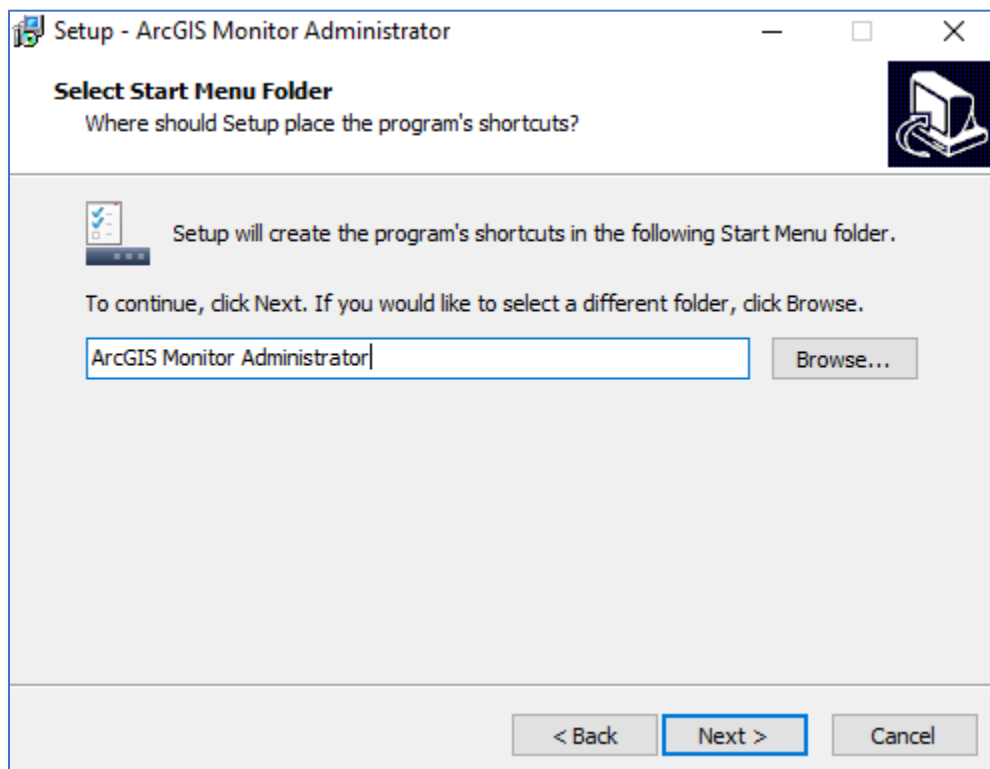 Setup - ArcGIS Monitor Administrator
Select Start Menu Folder
Where should Setup place the program's shortcuts?
Setup will create the program's shortcuts in the following Start Menu folder.
To continue, click Next. If you would like to select a different folder, click Browse.
ArcGIS Monitor Administrator
Browse...
< Back
Next >
Cancel